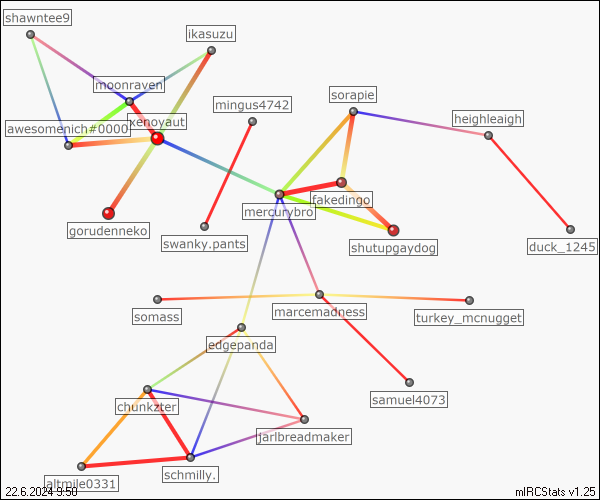 shawntee9
ikasuzu
moonraven
sorapie
mingus4742
heighleaigh
awesomenich#0000
xenoyaut
fakedingo
mercurybro
gorudenneko
swanky.pants
shutupgaydog
duck_1245
somass
marcemadness
turkey_mcnugget
edgepanda
samuel4073
chunkzter
jarlbreadmaker
schmilly.
altmile0331
22.6.2024 9:50
mIRCStats v1.25